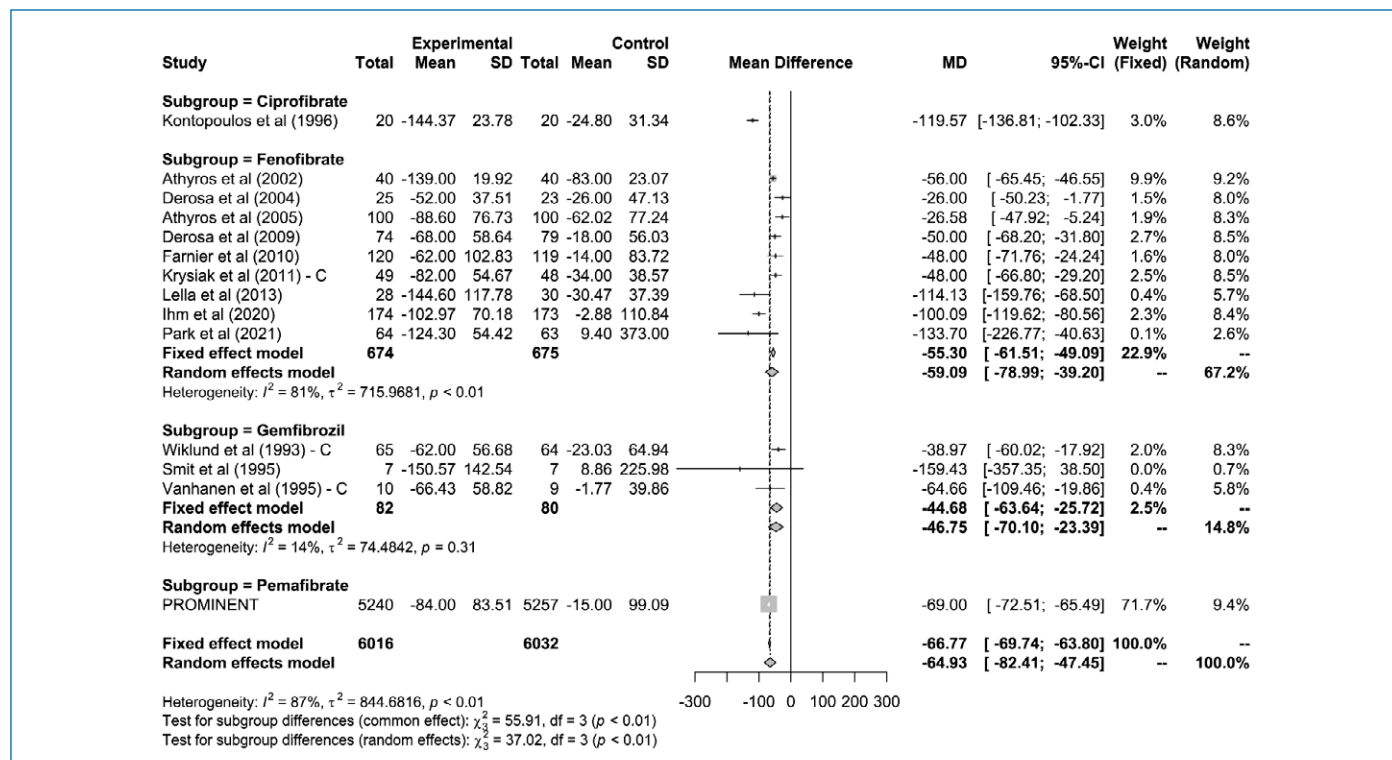 Experimental Control Weight Weight
Study Total Mean SD Total Mean SD Mean Difference MD 95%-CI (Fixed) (Random)
Subgroup = Ciprofibrate
Kontopoulos et al (1996) 20 -144.37 23.78 20 -24.80 31.34 -119.57 [-136.81; -102.33] 3.0% 8.6%
Subgroup = Fenofibrate
Athyros et al (2002) 40 -139.00 19.92 40 -83.00 23.07 -56.00 [ -65.45; -46.55] 9.9% 9.2%
Derosa et al (2004) 25 -52.00 37.51 23 -26.00 47.13 -26.00 [ -50.23; -1.77] 1.5% 8.0%
Athyros et al (2005) 100 -88.60 76.73 100 -62.02 77.24 -26.58 [ -47.92; -5.24] 1.9% 8.3%
Derosa et al (2009) 74 -68.00 58.64 79 -18.00 56.03 -50.00 [ -68.20; -31.80] 2.7% 8.5%
Farnier et al (2010) 120 -62.00 102.83 119 -14.00 83.72 -48.00 [ -71.76; -24.24] 1.6% 8.0%
Krysiak et al (2011) - C 49 -82.00 54.67 48 -34.00 38.57 -48.00 [ -66.80; -29.20] 2.5% 8.5%
Lella et al (2013) 28 -144.60 117.78 30 -30.47 37.39 -114.13 [-159.76; -68.50] 0.4% 5.7%
Ihm et al (2020) 174 -102.97 70.18 173 -2.88 110.84 -100.09 [-119.62; -80.56] 2.3% 8.4%
Park et al (2021) 64 -124.30 54.42 63 9.40 373.00 -133.70 [-226.77; -40.63] 0.1% 2.6%
Fixed effect model 674 675 -55.30 [ -61.51; -49.09] 22.9% --
Random effects model -59.09 [ -78.99; -39.20] -- 67.2%
Heterogeneity: I² = 81%, τ² = 715.9681, p < 0.01
Subgroup = Gemfibrozil
Wiklund et al (1993) - C 65 -62.00 56.68 64 -23.03 64.94 -38.97 [ -60.02; -17.92] 2.0% 8.3%
Smit et al (1995) 7 -150.57 142.54 7 8.86 225.98 -159.43 [-357.35; 38.50] 0.0% 0.7%
Vanhanen et al (1995) - C 10 -66.43 58.82 9 -1.77 39.86 -64.66 [-109.46; -19.86] 0.4% 5.8%
Fixed effect model 82 80 -44.68 [ -63.64; -25.72] 2.5% --
Random effects model -46.75 [ -70.10; -23.39] -- 14.8%
Heterogeneity: I² = 14%, τ² = 74.4842, p = 0.31
Subgroup = Pemafibrate
PROMINENT 5240 -84.00 83.51 5257 -15.00 99.09 -69.00 [ -72.51; -65.49] 71.7% 9.4%
Fixed effect model 6016 6032 -66.77 [ -69.74; -63.80] 100.0% --
Random effects model -64.93 [ -82.41; -47.45] -- 100.0%
Heterogeneity: I² = 87%, τ² = 844.6816, p < 0.01 -300 -100 0 100 200 300
Test for subgroup differences (common effect): χ²₃ = 55.91, df = 3 (p < 0.01)
Test for subgroup differences (random effects): χ²₃ = 37.02, df = 3 (p < 0.01)